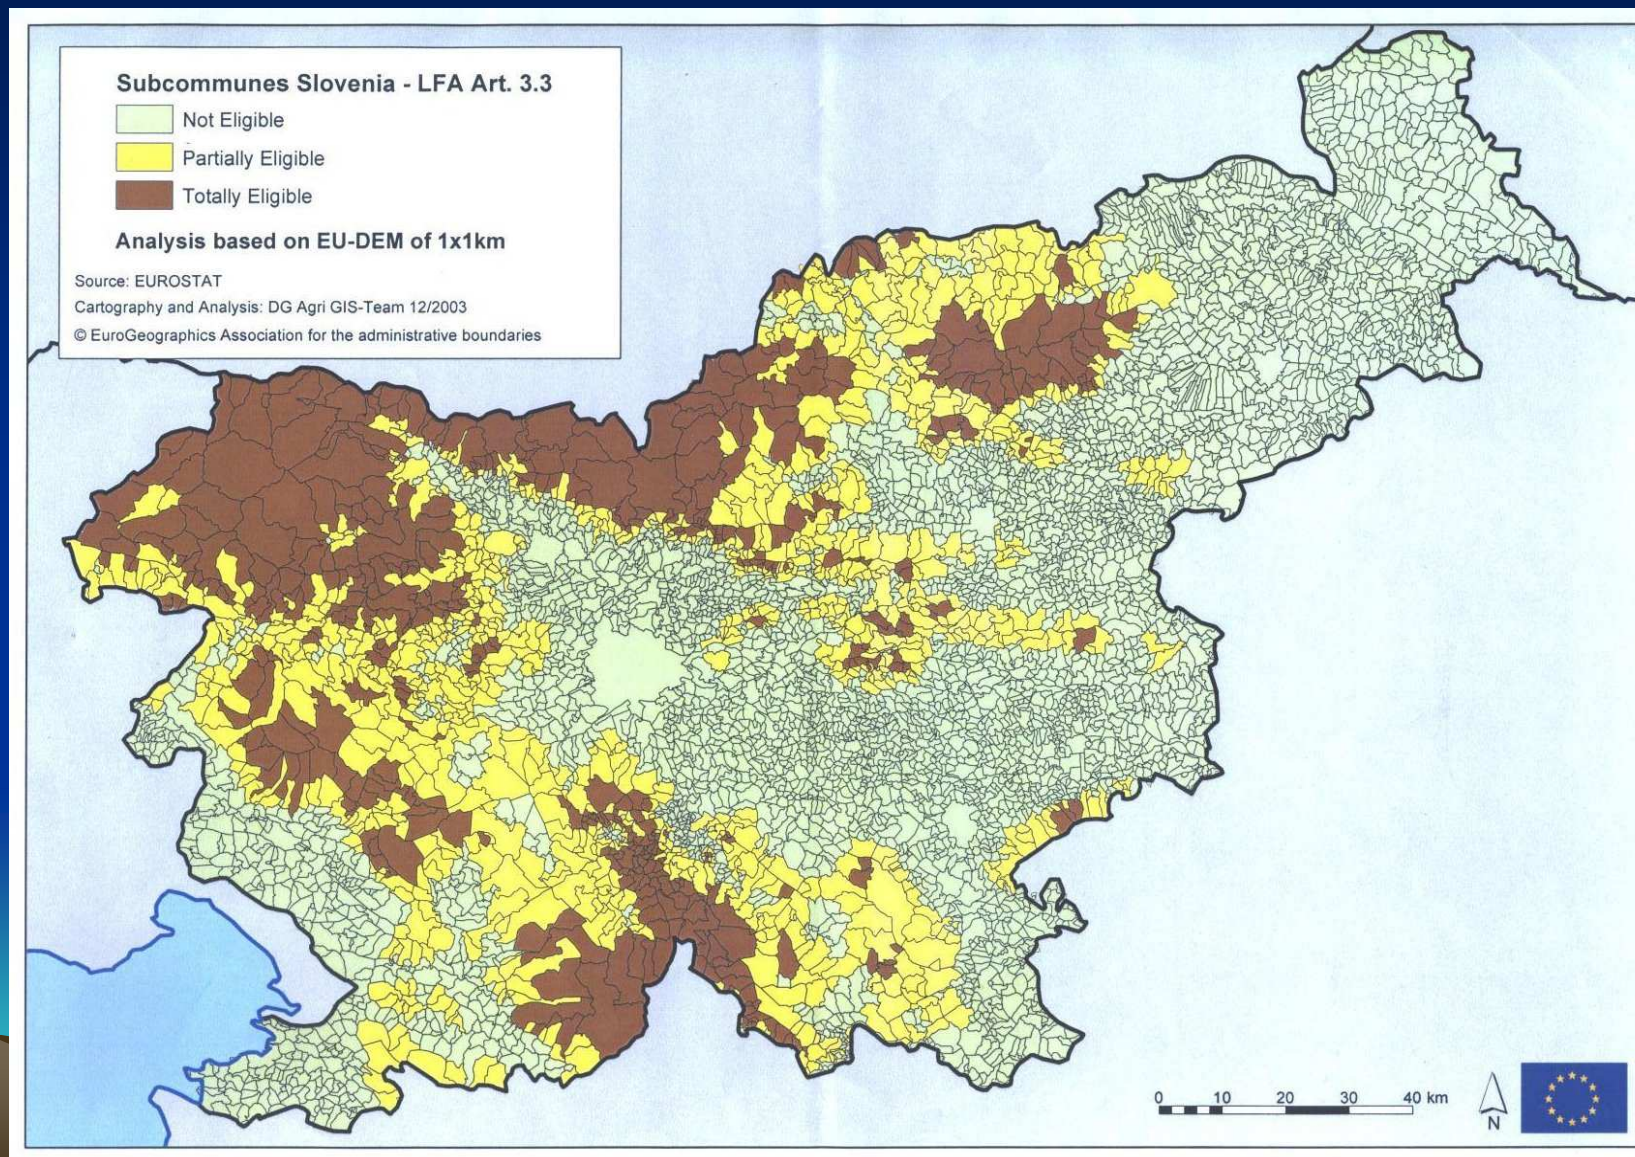 Subcommunes Slovenia - LFA Art. 3.3
Not Eligible
Partially Eligible
Totally Eligible
Analysis based on EU-DEM of 1x1km
Source: EUROSTAT
Cartography and Analysis: DG Agri GIS-Team 12/2003
© EuroGeographics Association for the administrative boundaries
0 10 20 30 40 km
N